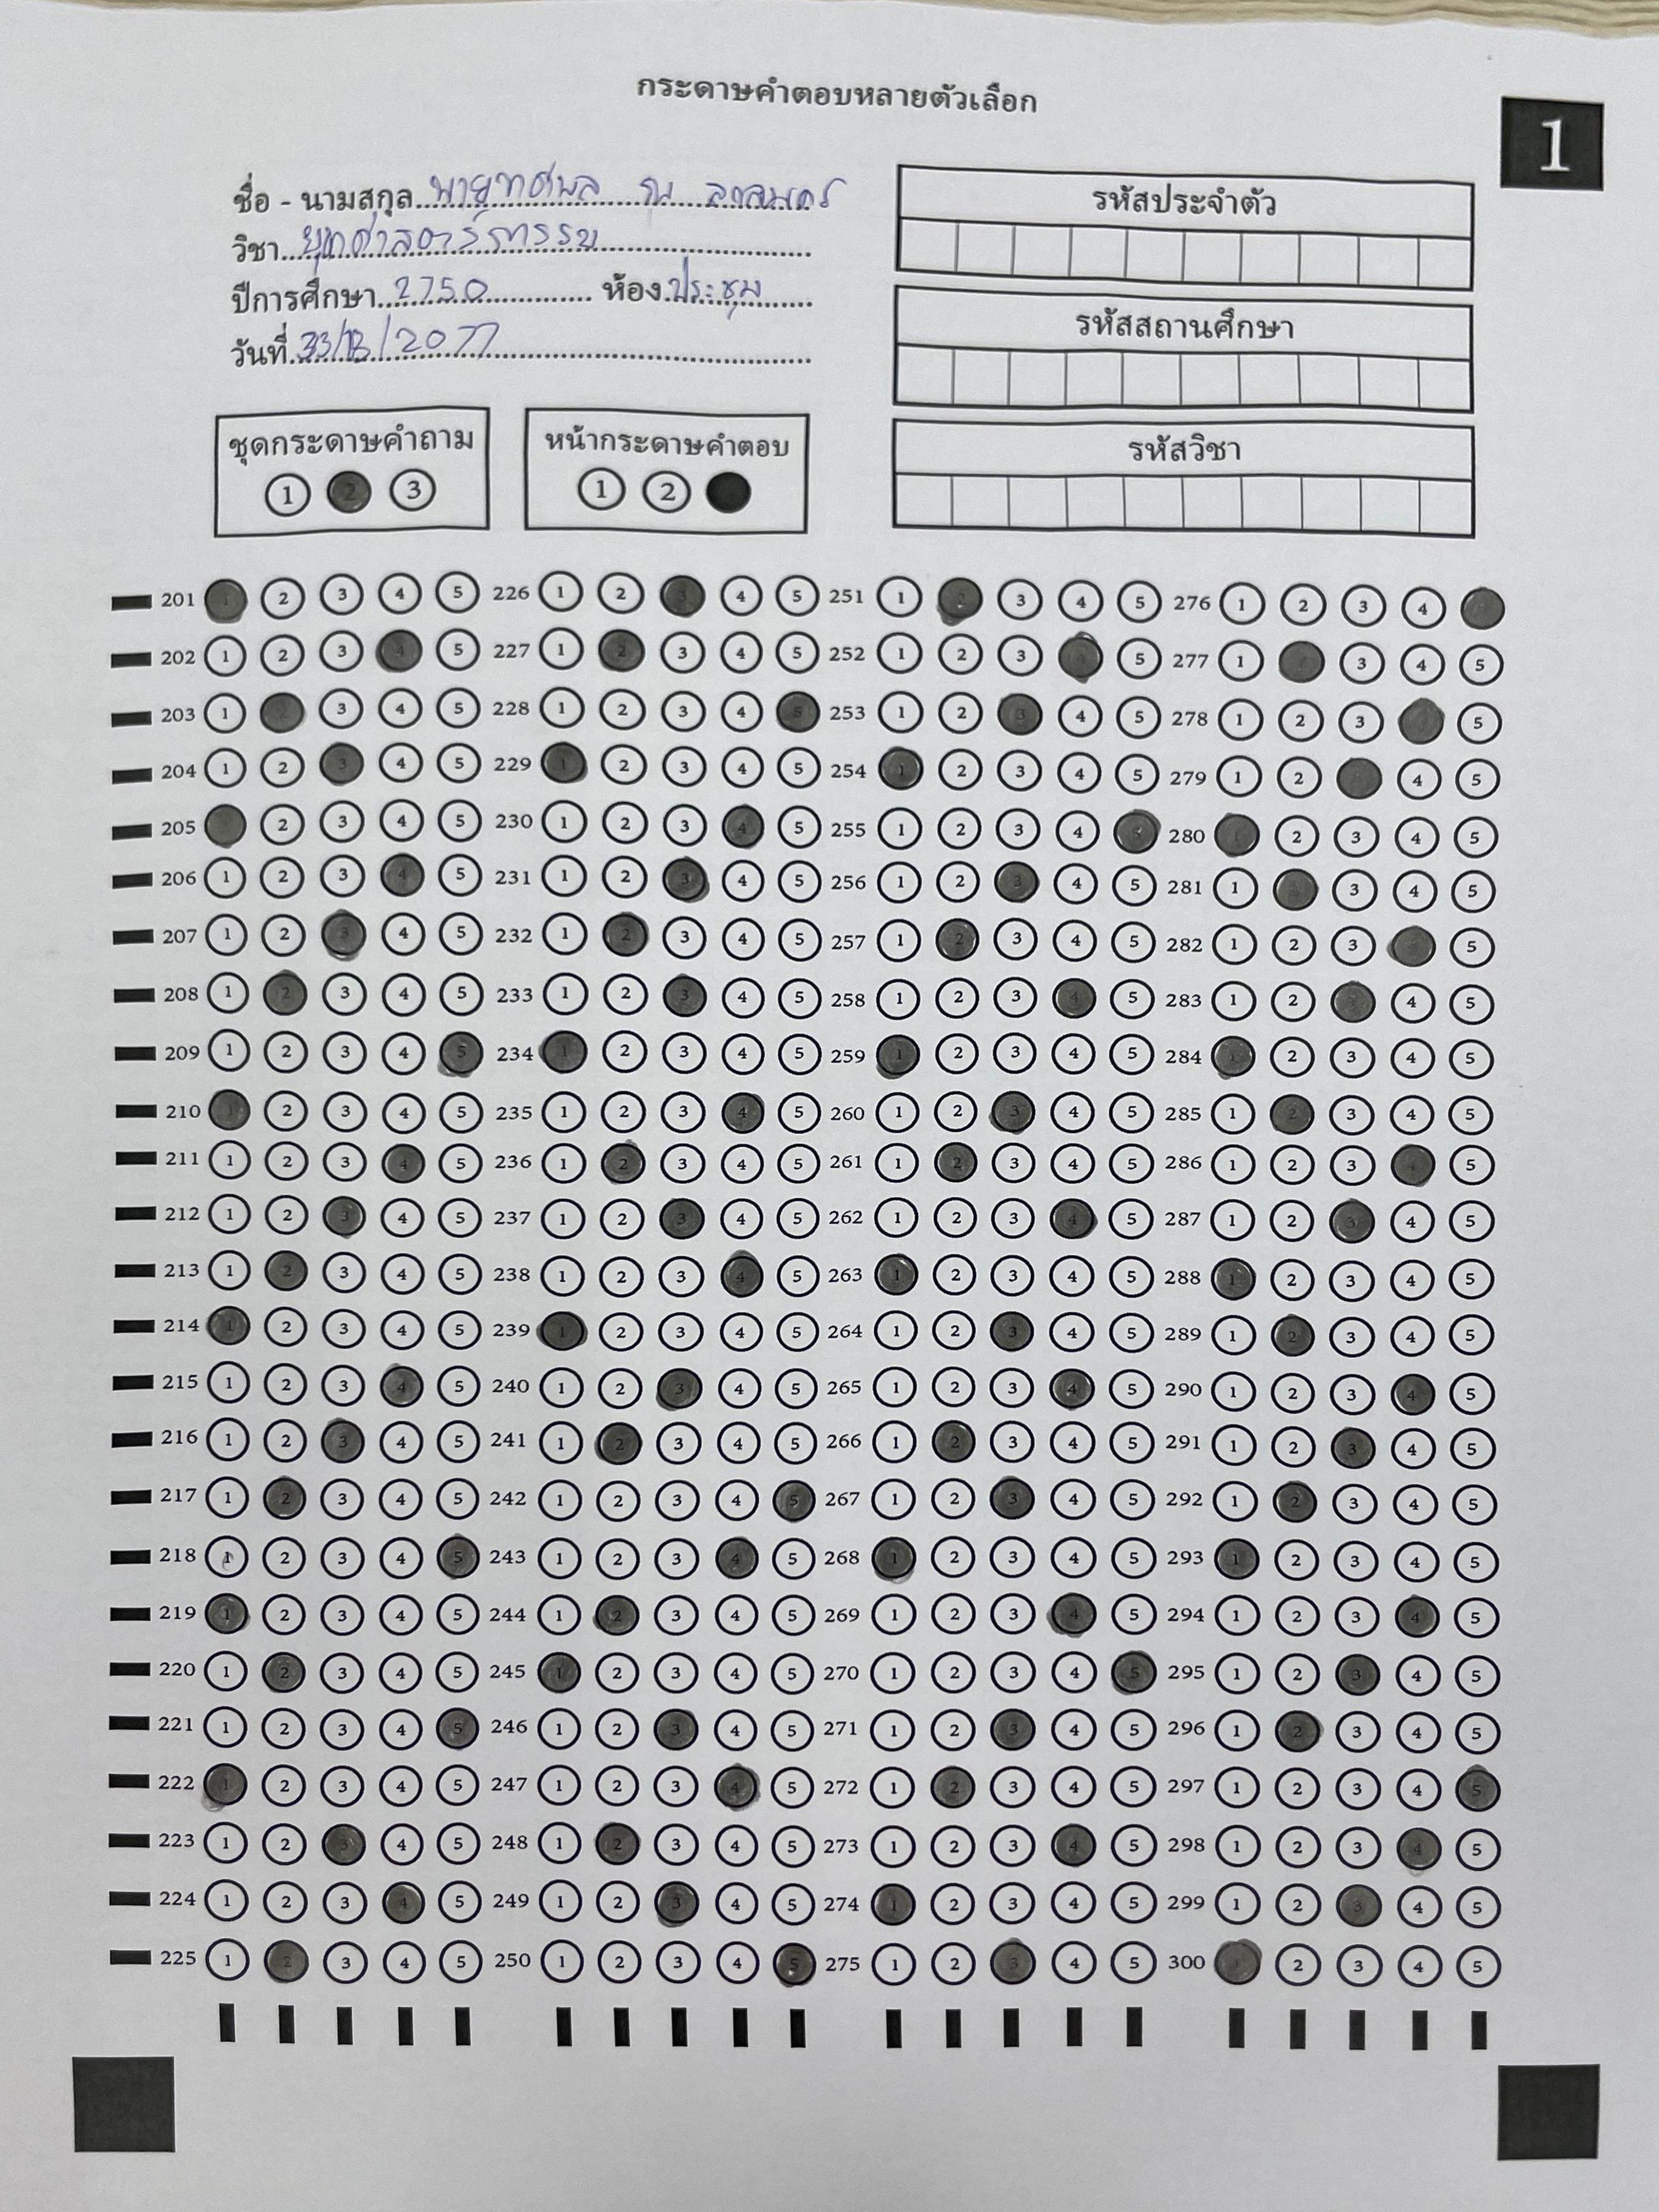 กระดาษคำตอบหลายตัวเลือก
1
ชื่อ - นามสกุล นายทศพล ณ
วิชา ยุทศาสตร์การรบ
ปีการศึกษา 2750 ห้อง ประชุม
วันที่ 33/13/2077
รหัสประจำตัว
รหัสสถานศึกษา
รหัสวิชา
ชุดกระดาษคำถาม
1 2 3
หน้ากระดาษคำตอบ
1 2
201 1 2 3 4 5 226 1 2 3 4 5 251 1 2 3 4 5 276 1 2 3 4
202 1 2 3 4 5 227 1 2 3 4 5 252 1 2 3 4 5 277 1 2 3 4 5
203 1 2 3 4 5 228 1 2 3 4 5 253 1 2 3 4 5 278 1 2 3 4 5
204 1 2 3 4 5 229 1 2 3 4 5 254 1 2 3 4 5 279 1 2 3 4 5
205 1 2 3 4 5 230 1 2 3 4 5 255 1 2 3 4 5 280 1 2 3 4 5
206 1 2 3 4 5 231 1 2 3 4 5 256 1 2 3 4 5 281 1 2 3 4 5
207 1 2 3 4 5 232 1 2 3 4 5 257 1 2 3 4 5 282 1 2 3 4 5
208 1 2 3 4 5 233 1 2 3 4 5 258 1 2 3 4 5 283 1 2 3 4 5
209 1 2 3 4 5 234 1 2 3 4 5 259 1 2 3 4 5 284 1 2 3 4 5
210 1 2 3 4 5 235 1 2 3 4 5 260 1 2 3 4 5 285 1 2 3 4 5
211 1 2 3 4 5 236 1 2 3 4 5 261 1 2 3 4 5 286 1 2 3 4 5
212 1 2 3 4 5 237 1 2 3 4 5 262 1 2 3 4 5 287 1 2 3 4 5
213 1 2 3 4 5 238 1 2 3 4 5 263 1 2 3 4 5 288 1 2 3 4 5
214 1 2 3 4 5 239 1 2 3 4 5 264 1 2 3 4 5 289 1 2 3 4 5
215 1 2 3 4 5 240 1 2 3 4 5 265 1 2 3 4 5 290 1 2 3 4 5
216 1 2 3 4 5 241 1 2 3 4 5 266 1 2 3 4 5 291 1 2 3 4 5
217 1 2 3 4 5 242 1 2 3 4 5 267 1 2 3 4 5 292 1 2 3 4 5
218 1 2 3 4 5 243 1 2 3 4 5 268 1 2 3 4 5 293 1 2 3 4 5
219 1 2 3 4 5 244 1 2 3 4 5 269 1 2 3 4 5 294 1 2 3 4 5
220 1 2 3 4 5 245 1 2 3 4 5 270 1 2 3 4 5 295 1 2 3 4 5
221 1 2 3 4 5 246 1 2 3 4 5 271 1 2 3 4 5 296 1 2 3 4 5
222 1 2 3 4 5 247 1 2 3 4 5 272 1 2 3 4 5 297 1 2 3 4 5
223 1 2 3 4 5 248 1 2 3 4 5 273 1 2 3 4 5 298 1 2 3 4 5
224 1 2 3 4 5 249 1 2 3 4 5 274 1 2 3 4 5 299 1 2 3 4 5
225 1 2 3 4 5 250 1 2 3 4 5 275 1 2 3 4 5 300 1 2 3 4 5